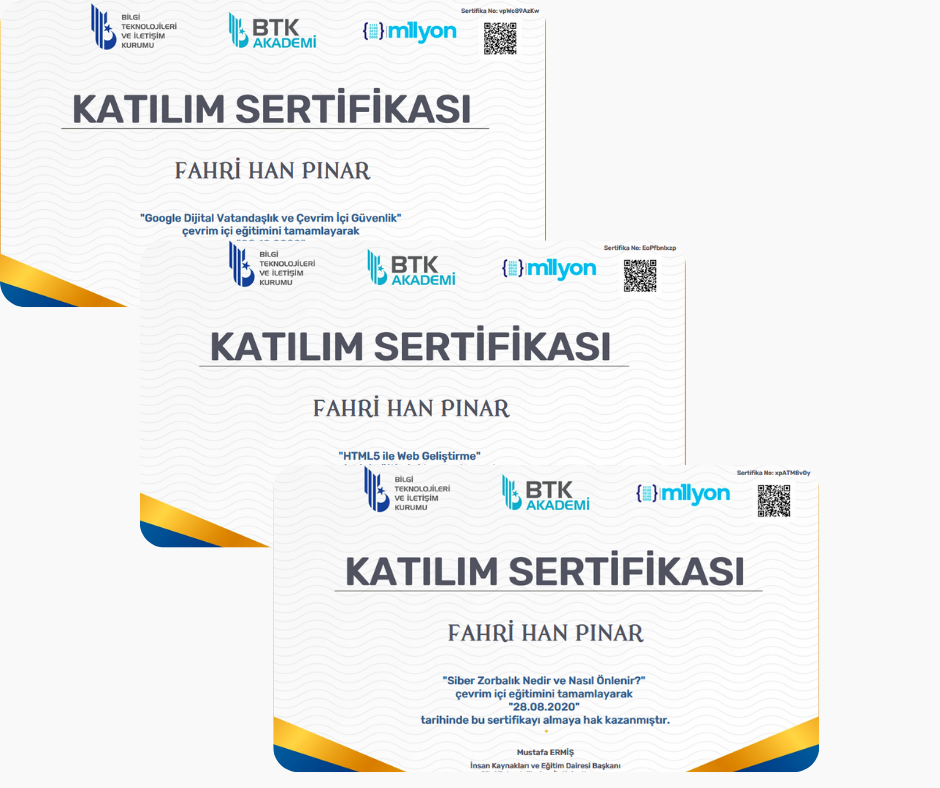 Sertifika No: vpWc89AzKw
BİLGİ
TEKNOLOJİLERİ
VE İLETİŞİM
KURUMU
BTK
AKADEMİ
1milyon
KATILIM SERTİFİKASI
FAHRİ HAN PINAR
"Google Dijital Vatandaşlık ve Çevrim İçi Güvenlik"
çevrim içi eğitimini tamamlayarak
Sertifika No: EoPfbnlxzp
BİLGİ
TEKNOLOJİLERİ
VE İLETİŞİM
KURUMU
BTK
AKADEMİ
1milyon
KATILIM SERTİFİKASI
FAHRİ HAN PINAR
"HTML5 ile Web Geliştirme"
Sertifika No: xpATM8vGy
BİLGİ
TEKNOLOJİLERİ
VE İLETİŞİM
KURUMU
BTK
AKADEMİ
1milyon
KATILIM SERTİFİKASI
FAHRİ HAN PINAR
"Siber Zorbalık Nedir ve Nasıl Önlenir?"
çevrim içi eğitimini tamamlayarak
"28.08.2020"
tarihinde bu sertifikayı almaya hak kazanmıştır.
Mustafa ERMİŞ
İnsan Kaynakları ve Eğitim Dairesi Başkanı